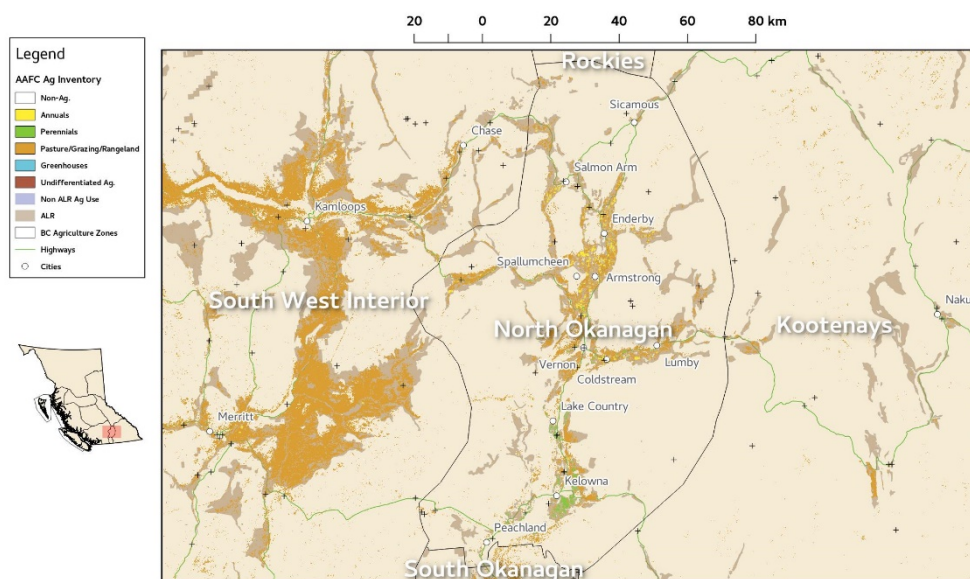 20 0 20 40 60 80 km
Legend
AAFC Ag Inventory
Non-Ag.
Annuals
Perennials
Pasture/Grazing/Rangeland
Greenhouses
Undifferentiated Ag.
Non ALR Ag Use
ALR
BC Agriculture Zones
Highways
Cities
Rockies
Sicamous
Chase
Salmon Arm
Kamloops
Enderby
Spallumcheen
Armstrong
South West Interior
North Okanagan
Kootenays
Naku
Vernon
Lumby
Coldstream
Lake Country
Merritt
Kelowna
Peachland
South Okanagan